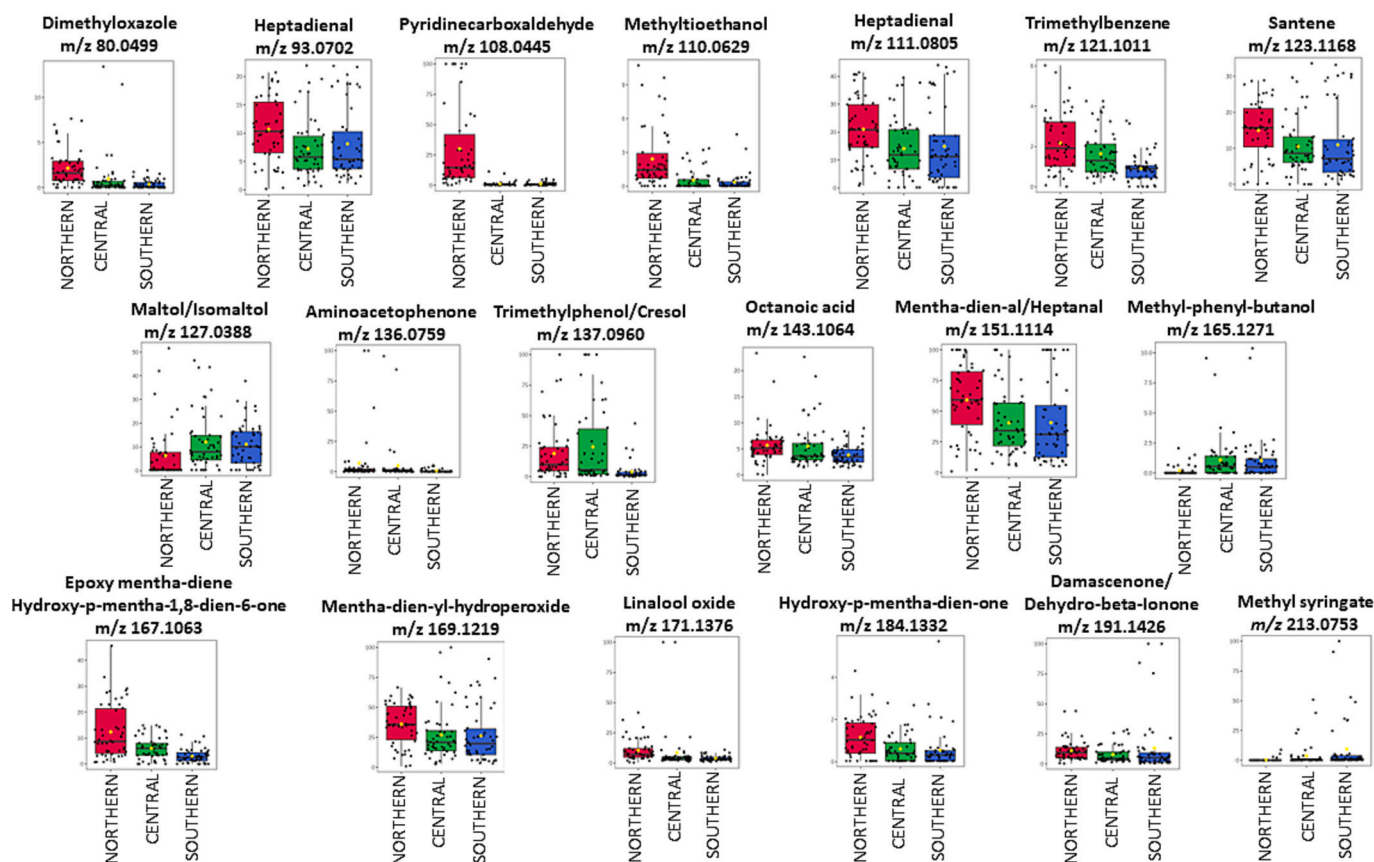 Dimethyloxazole
m/z 80.0499
Heptadienal
m/z 93.0702
Pyridinecarboxaldehyde
m/z 108.0445
Methyltioethanol
m/z 110.0629
Heptadienal
m/z 111.0805
Trimethylbenzene
m/z 121.1011
Santene
m/z 123.1168
NORTHERN
CENTRAL
SOUTHERN
NORTHERN
CENTRAL
SOUTHERN
NORTHERN
CENTRAL
SOUTHERN
NORTHERN
CENTRAL
SOUTHERN
NORTHERN
CENTRAL
SOUTHERN
NORTHERN
CENTRAL
SOUTHERN
NORTHERN
CENTRAL
SOUTHERN
Maltol/Isomaltol
m/z 127.0388
Aminoacetophenone
m/z 136.0759
Trimethylphenol/Cresol
m/z 137.0960
Octanoic acid
m/z 143.1064
Mentha-dien-al/Heptanal
m/z 151.1114
Methyl-phenyl-butanol
m/z 165.1271
NORTHERN
CENTRAL
SOUTHERN
NORTHERN
CENTRAL
SOUTHERN
NORTHERN
CENTRAL
SOUTHERN
NORTHERN
CENTRAL
SOUTHERN
NORTHERN
CENTRAL
SOUTHERN
NORTHERN
CENTRAL
SOUTHERN
Epoxy mentha-diene
Hydroxy-p-mentha-1,8-dien-6-one
m/z 167.1063
Mentha-dien-yl-hydroperoxide
m/z 169.1219
Linalool oxide
m/z 171.1376
Hydroxy-p-mentha-dien-one
m/z 184.1332
Damascenone/
Dehydro-beta-Ionone
m/z 191.1426
Methyl syringate
m/z 213.0753
NORTHERN
CENTRAL
SOUTHERN
NORTHERN
CENTRAL
SOUTHERN
NORTHERN
CENTRAL
SOUTHERN
NORTHERN
CENTRAL
SOUTHERN
NORTHERN
CENTRAL
SOUTHERN
NORTHERN
CENTRAL
SOUTHERN